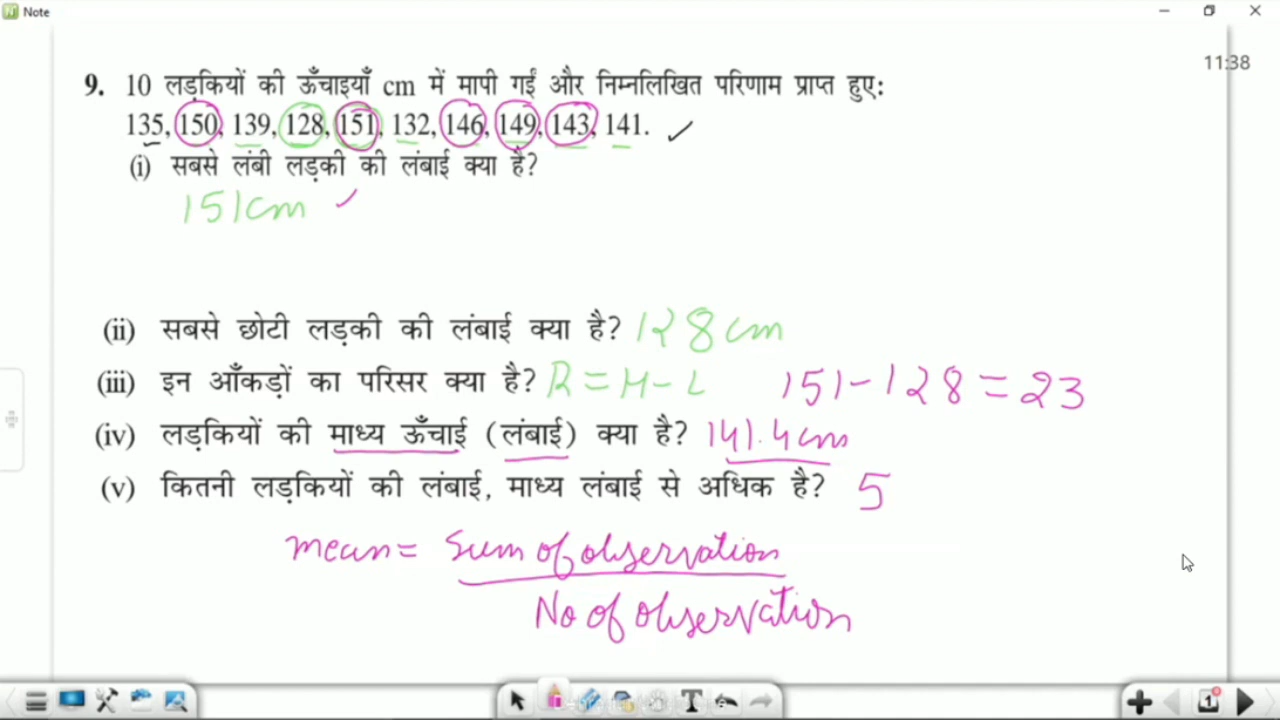 Note
11:38
9. 10 लड़कियों की ऊँचाइयाँ cm में मापी गईं और निम्नलिखित परिणाम प्राप्त हुए:
135, 150, 139, 128, 151, 132, 146, 149, 143, 141.
(i) सबसे लंबी लड़की की लंबाई क्या है?
151cm
(ii) सबसे छोटी लड़की की लंबाई क्या है? 128cm
(iii) इन आँकड़ों का परिसर क्या है? R=H-L 151-128=23
(iv) लड़कियों की माध्य ऊँचाई (लंबाई) क्या है? 141.4cm
(v) कितनी लड़कियों की लंबाई, माध्य लंबाई से अधिक है? 5
mean= Sum of observation
No of observation
1